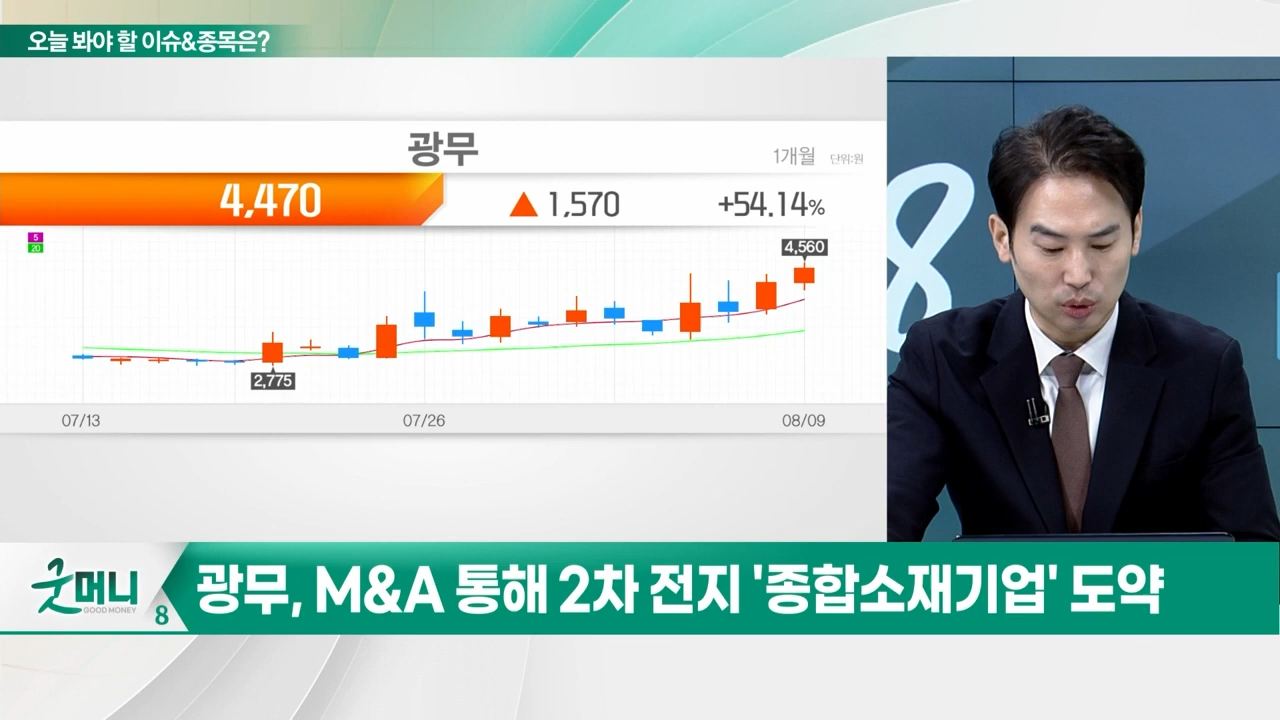 오늘 봐야 할 이슈&종목은?
광무
1개월 단위:원
4,470 ▲ 1,570 +54.14%
5
20
4,560
2,775
07/13 07/26 08/09
굿머니
GOOD MONEY
8
광무, M&A 통해 2차 전지 '종합소재기업' 도약
8